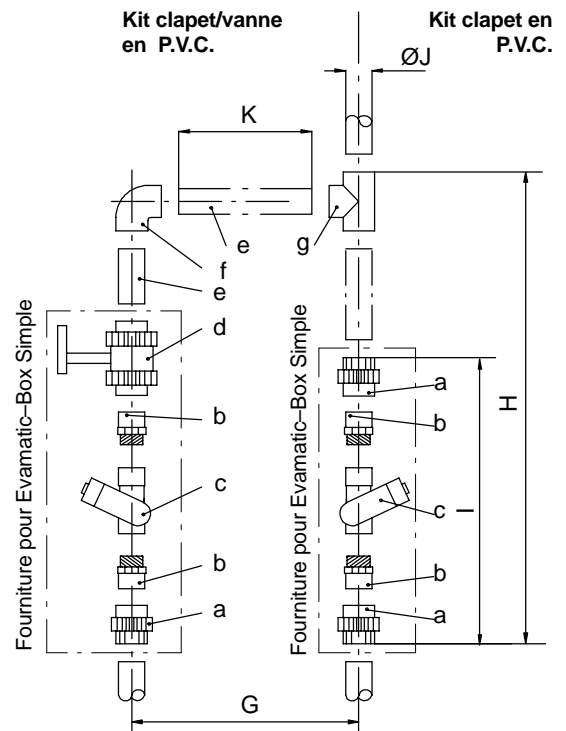 Kit clapet/vanne
en P.V.C.
Kit clapet en
P.V.C.
ØJ
K
e
g
f
e
d
b
c
b
a
Fourniture pour Evamatic–Box Simple
a
b
c
b
a
Fourniture pour Evamatic–Box Simple
I
H
G